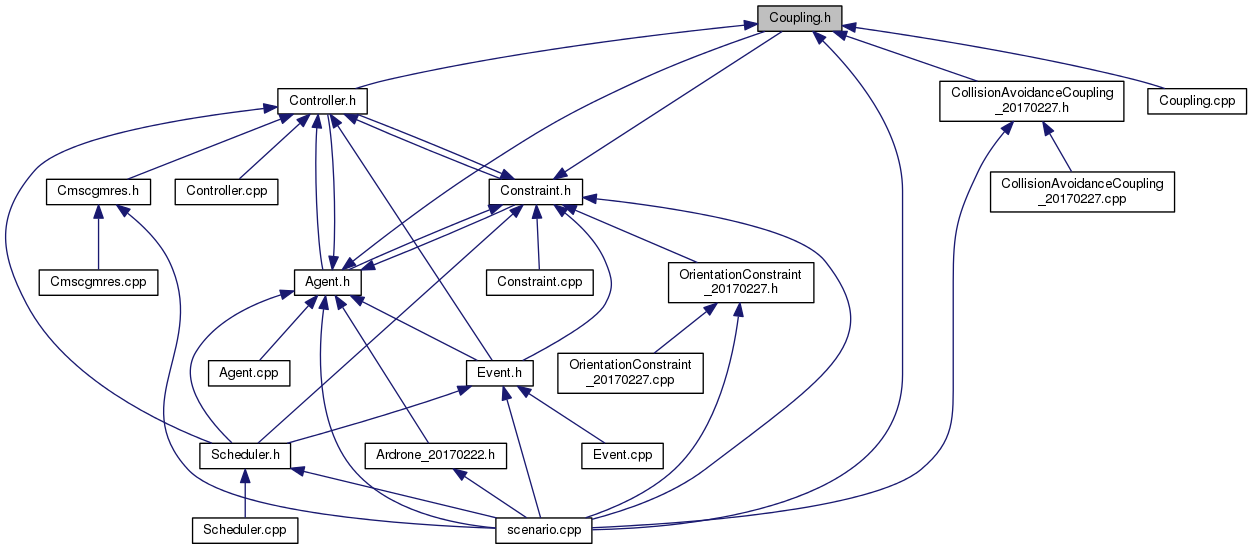 Coupling.h
Controller.h
CollisionAvoidanceCoupling
_20170227.h
Coupling.cpp
Cmscgmres.h
Controller.cpp
Constraint.h
CollisionAvoidanceCoupling
_20170227.cpp
Cmscgmres.cpp
Agent.h
Constraint.cpp
OrientationConstraint
_20170227.h
Agent.cpp
Event.h
OrientationConstraint
_20170227.cpp
Scheduler.h
Ardrone_20170222.h
Event.cpp
Scheduler.cpp
scenario.cpp